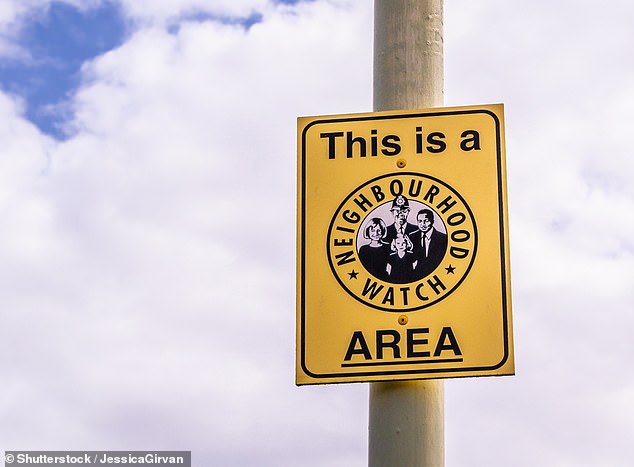 This is a
NEIGHBOURHOOD
WATCH
AREA
© Shutterstock / JessicaGirvan